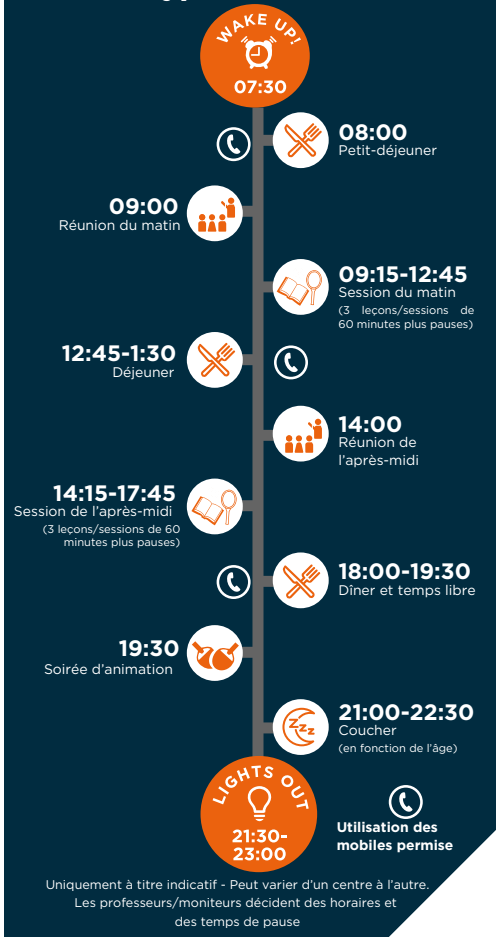 WAKE UP!
07:30
08:00
Petit-déjeuner
09:00
Réunion du matin
09:15-12:45
Session du matin
(3 leçons/sessions de
60 minutes plus pauses)
12:45-1:30
Déjeuner
14:00
Réunion de
l'après-midi
14:15-17:45
Session de l'après-midi
(3 leçons/sessions de 60
minutes plus pauses)
18:00-19:30
Dîner et temps libre
19:30
Soirée d'animation
21:00-22:30
Coucher
(en fonction de l'âge)
LIGHTS OUT
21:30-
23:00
Utilisation des
mobiles permise
Uniquement à titre indicatif - Peut varier d'un centre à l'autre.
Les professeurs/moniteurs décident des horaires et
des temps de pause